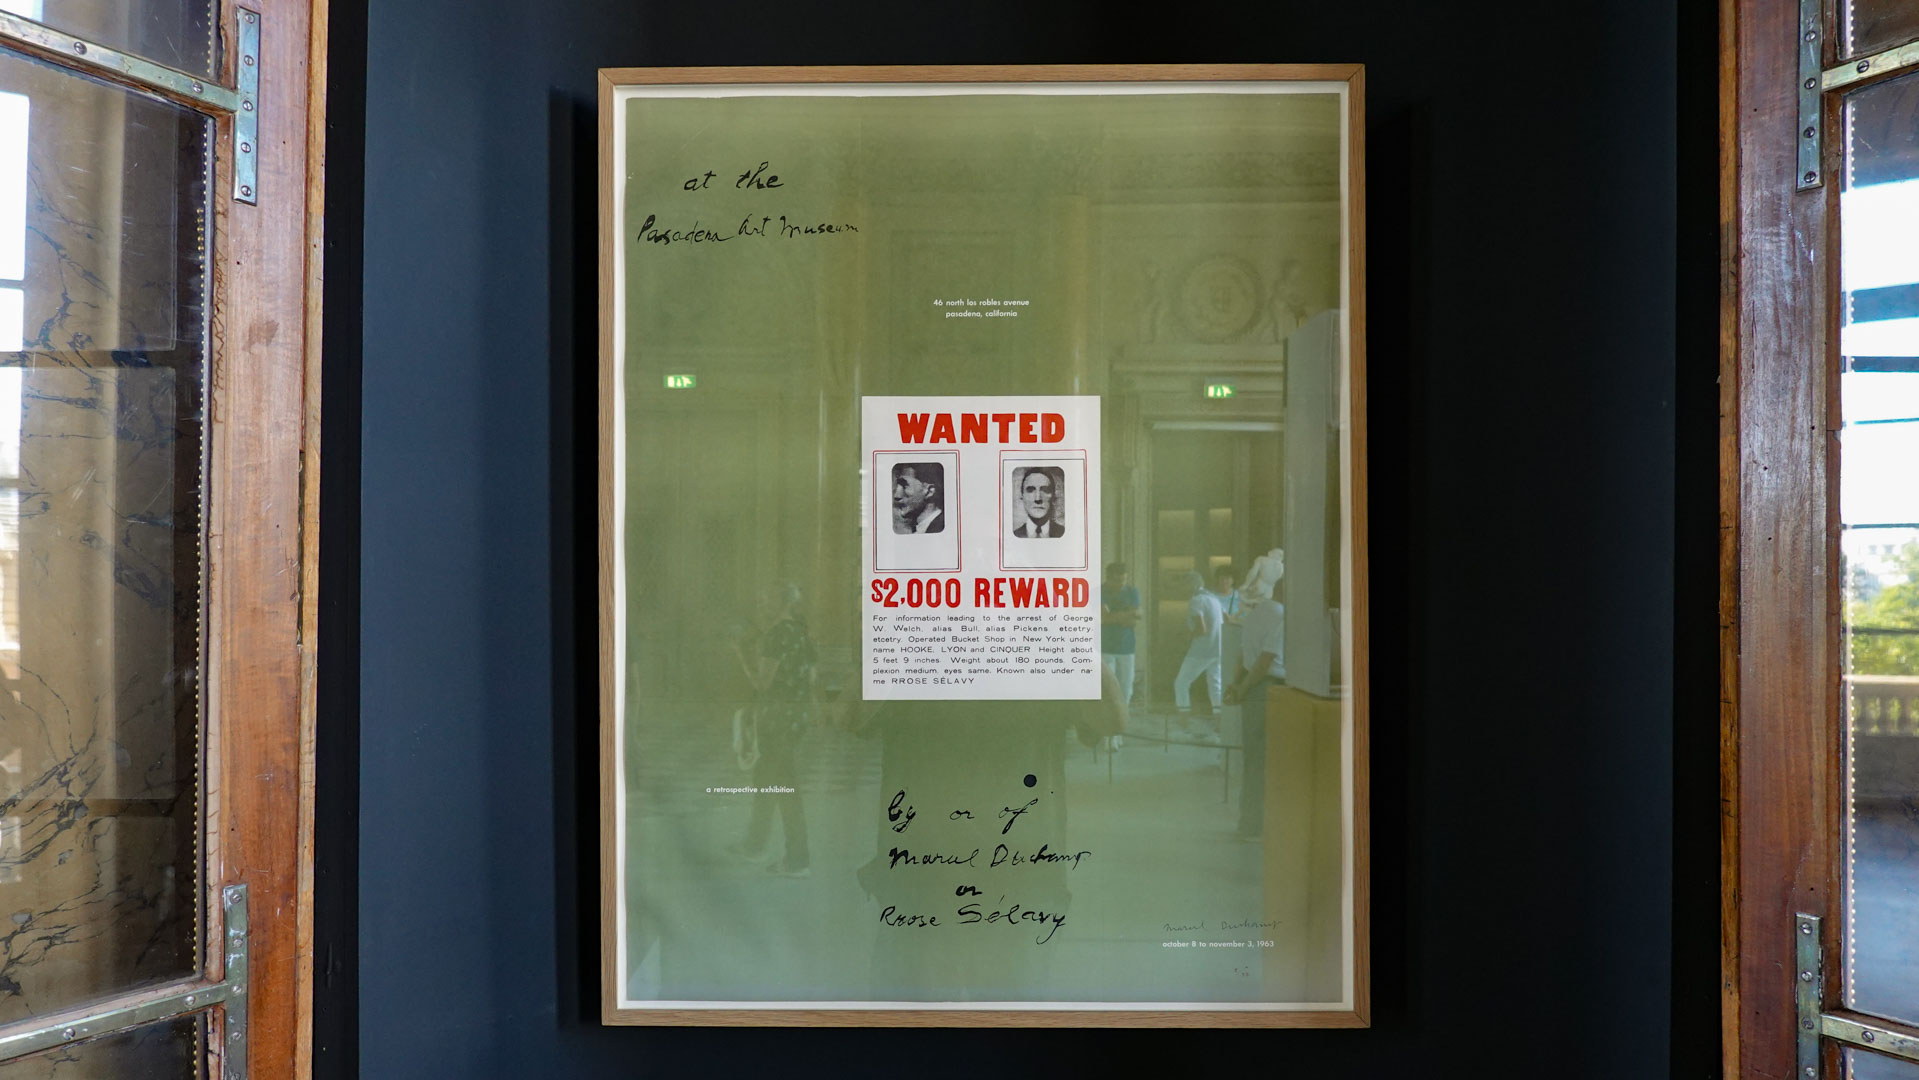 at the
Pasadena Art Museum
46 north los robles avenue
pasadena, california
WANTED
$2,000 REWARD
For information leading to the arrest of George
W. Welch, alias Bull, alias Pickens, etcetry,
etcetry. Operated Bucket Shop in New York under
name HOOKE, LYON and CINQUER Height about
5 feet 9 inches. Weight about 180 pounds. Com-
plexion medium, eyes same. Known also under na-
me RROSE SÉLAVY
a retrospective exhibition
by or of
Marcel Duchamp
or
Rrose Sélavy
Marcel Duchamp
october 8 to november 3, 1963